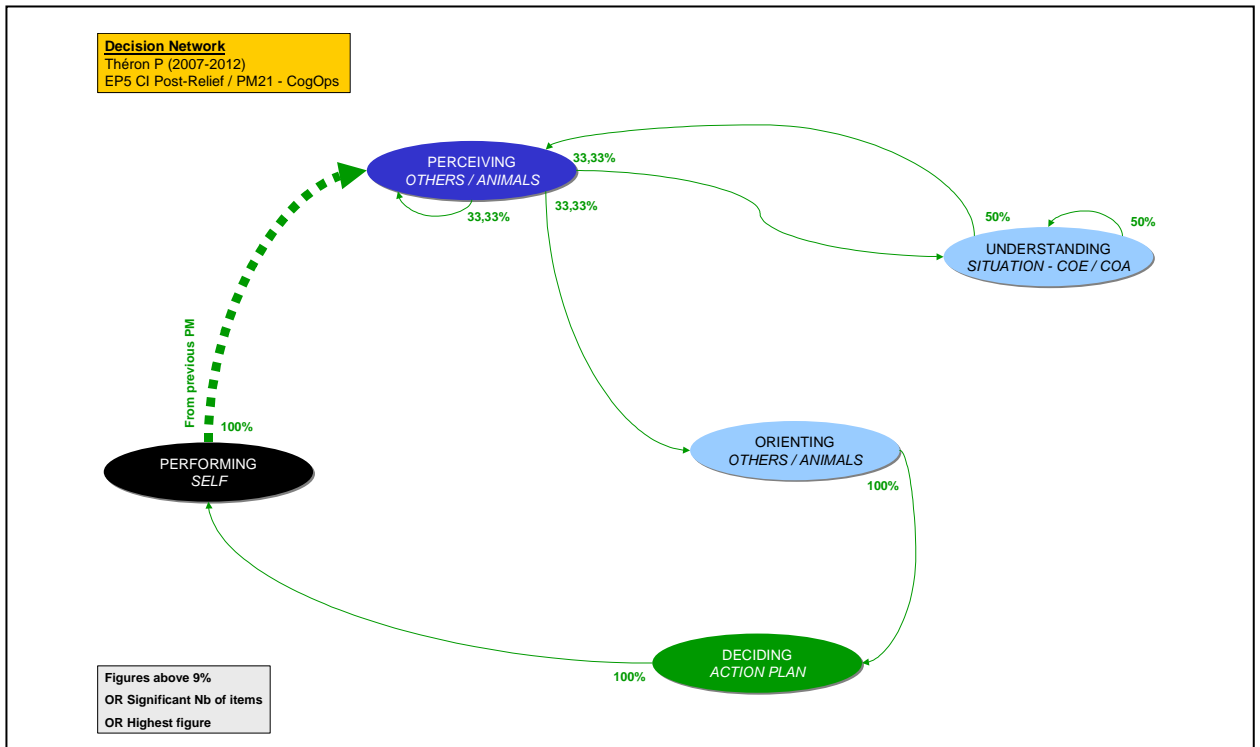 Decision Network
Théron P (2007-2012)
EP5 CI Post-Relief / PM21 - CogOps
PERCEIVING
OTHERS / ANIMALS
33,33%
33,33%
33,33%
50%
50%
UNDERSTANDING
SITUATION - COE / COA
From previous PM
100%
PERFORMING
SELF
ORIENTING
OTHERS / ANIMALS
100%
DECIDING
ACTION PLAN
100%
Figures above 9%
OR Significant Nb of items
OR Highest figure